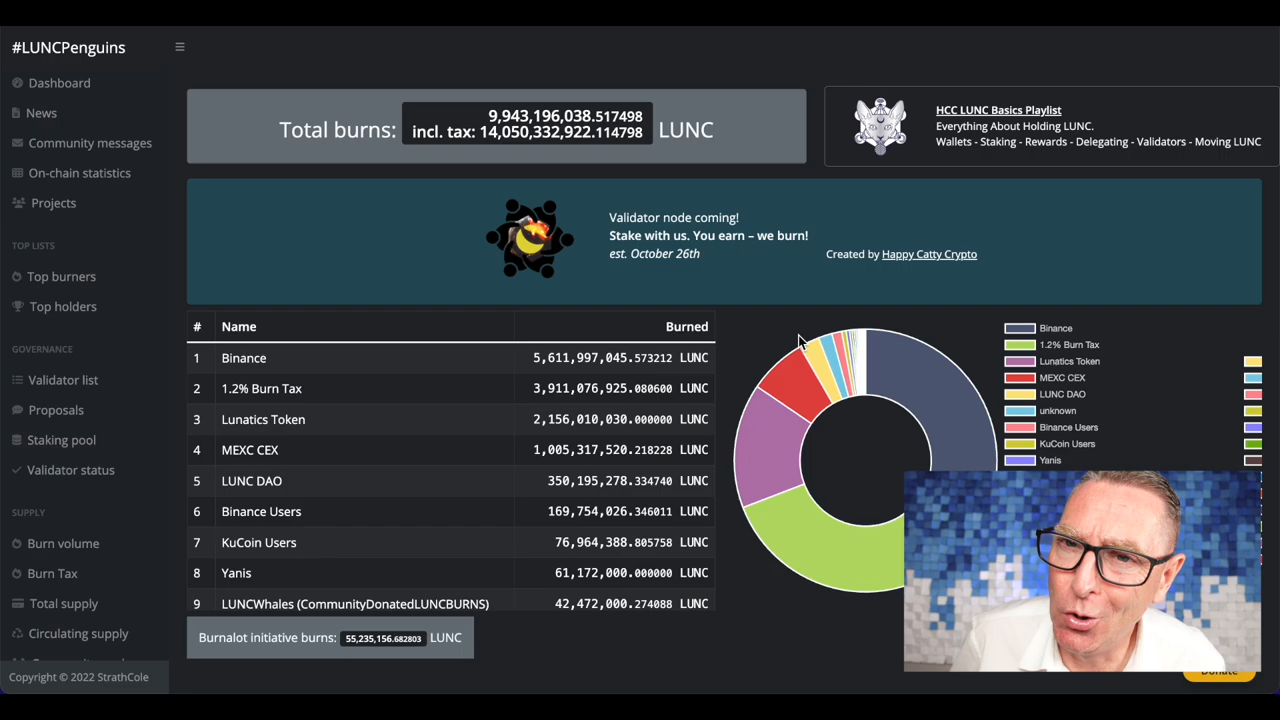 #LUNCPenguins
Dashboard
News
Community messages
On-chain statistics
Projects
TOP LISTS
Top burners
Top holders
GOVERNANCE
Validator list
Proposals
Staking pool
Validator status
SUPPLY
Burn volume
Burn Tax
Total supply
Circulating supply
Copyright © 2022 StrathCole
Total burns: 9,943,196,038.517498 LUNC
incl. tax: 14,050,332,922.114798
HCC LUNC Basics Playlist
Everything About Holding LUNC.
Wallets - Staking - Rewards - Delegating - Validators - Moving LUNC
Validator node coming!
Stake with us. You earn – we burn!
est. October 26th
Created by Happy Catty Crypto
# Name Burned
1 Binance 5,611,997,045.573212 LUNC
2 1.2% Burn Tax 3,911,076,925.080600 LUNC
3 Lunatics Token 2,156,010,030.000000 LUNC
4 MEXC CEX 1,005,317,520.218228 LUNC
5 LUNC DAO 350,195,278.334740 LUNC
6 Binance Users 169,754,026.346011 LUNC
7 KuCoin Users 76,964,388.805758 LUNC
8 Yanis 61,172,000.000000 LUNC
9 LUNCWhales (CommunityDonatedLUNCBURNS) 42,472,000.274088 LUNC
Burnalot initiative burns: 55,235,156.682803 LUNC
Binance
1.2% Burn Tax
Lunatics Token
MEXC CEX
LUNC DAO
unknown
Binance Users
KuCoin Users
Yanis
Donate